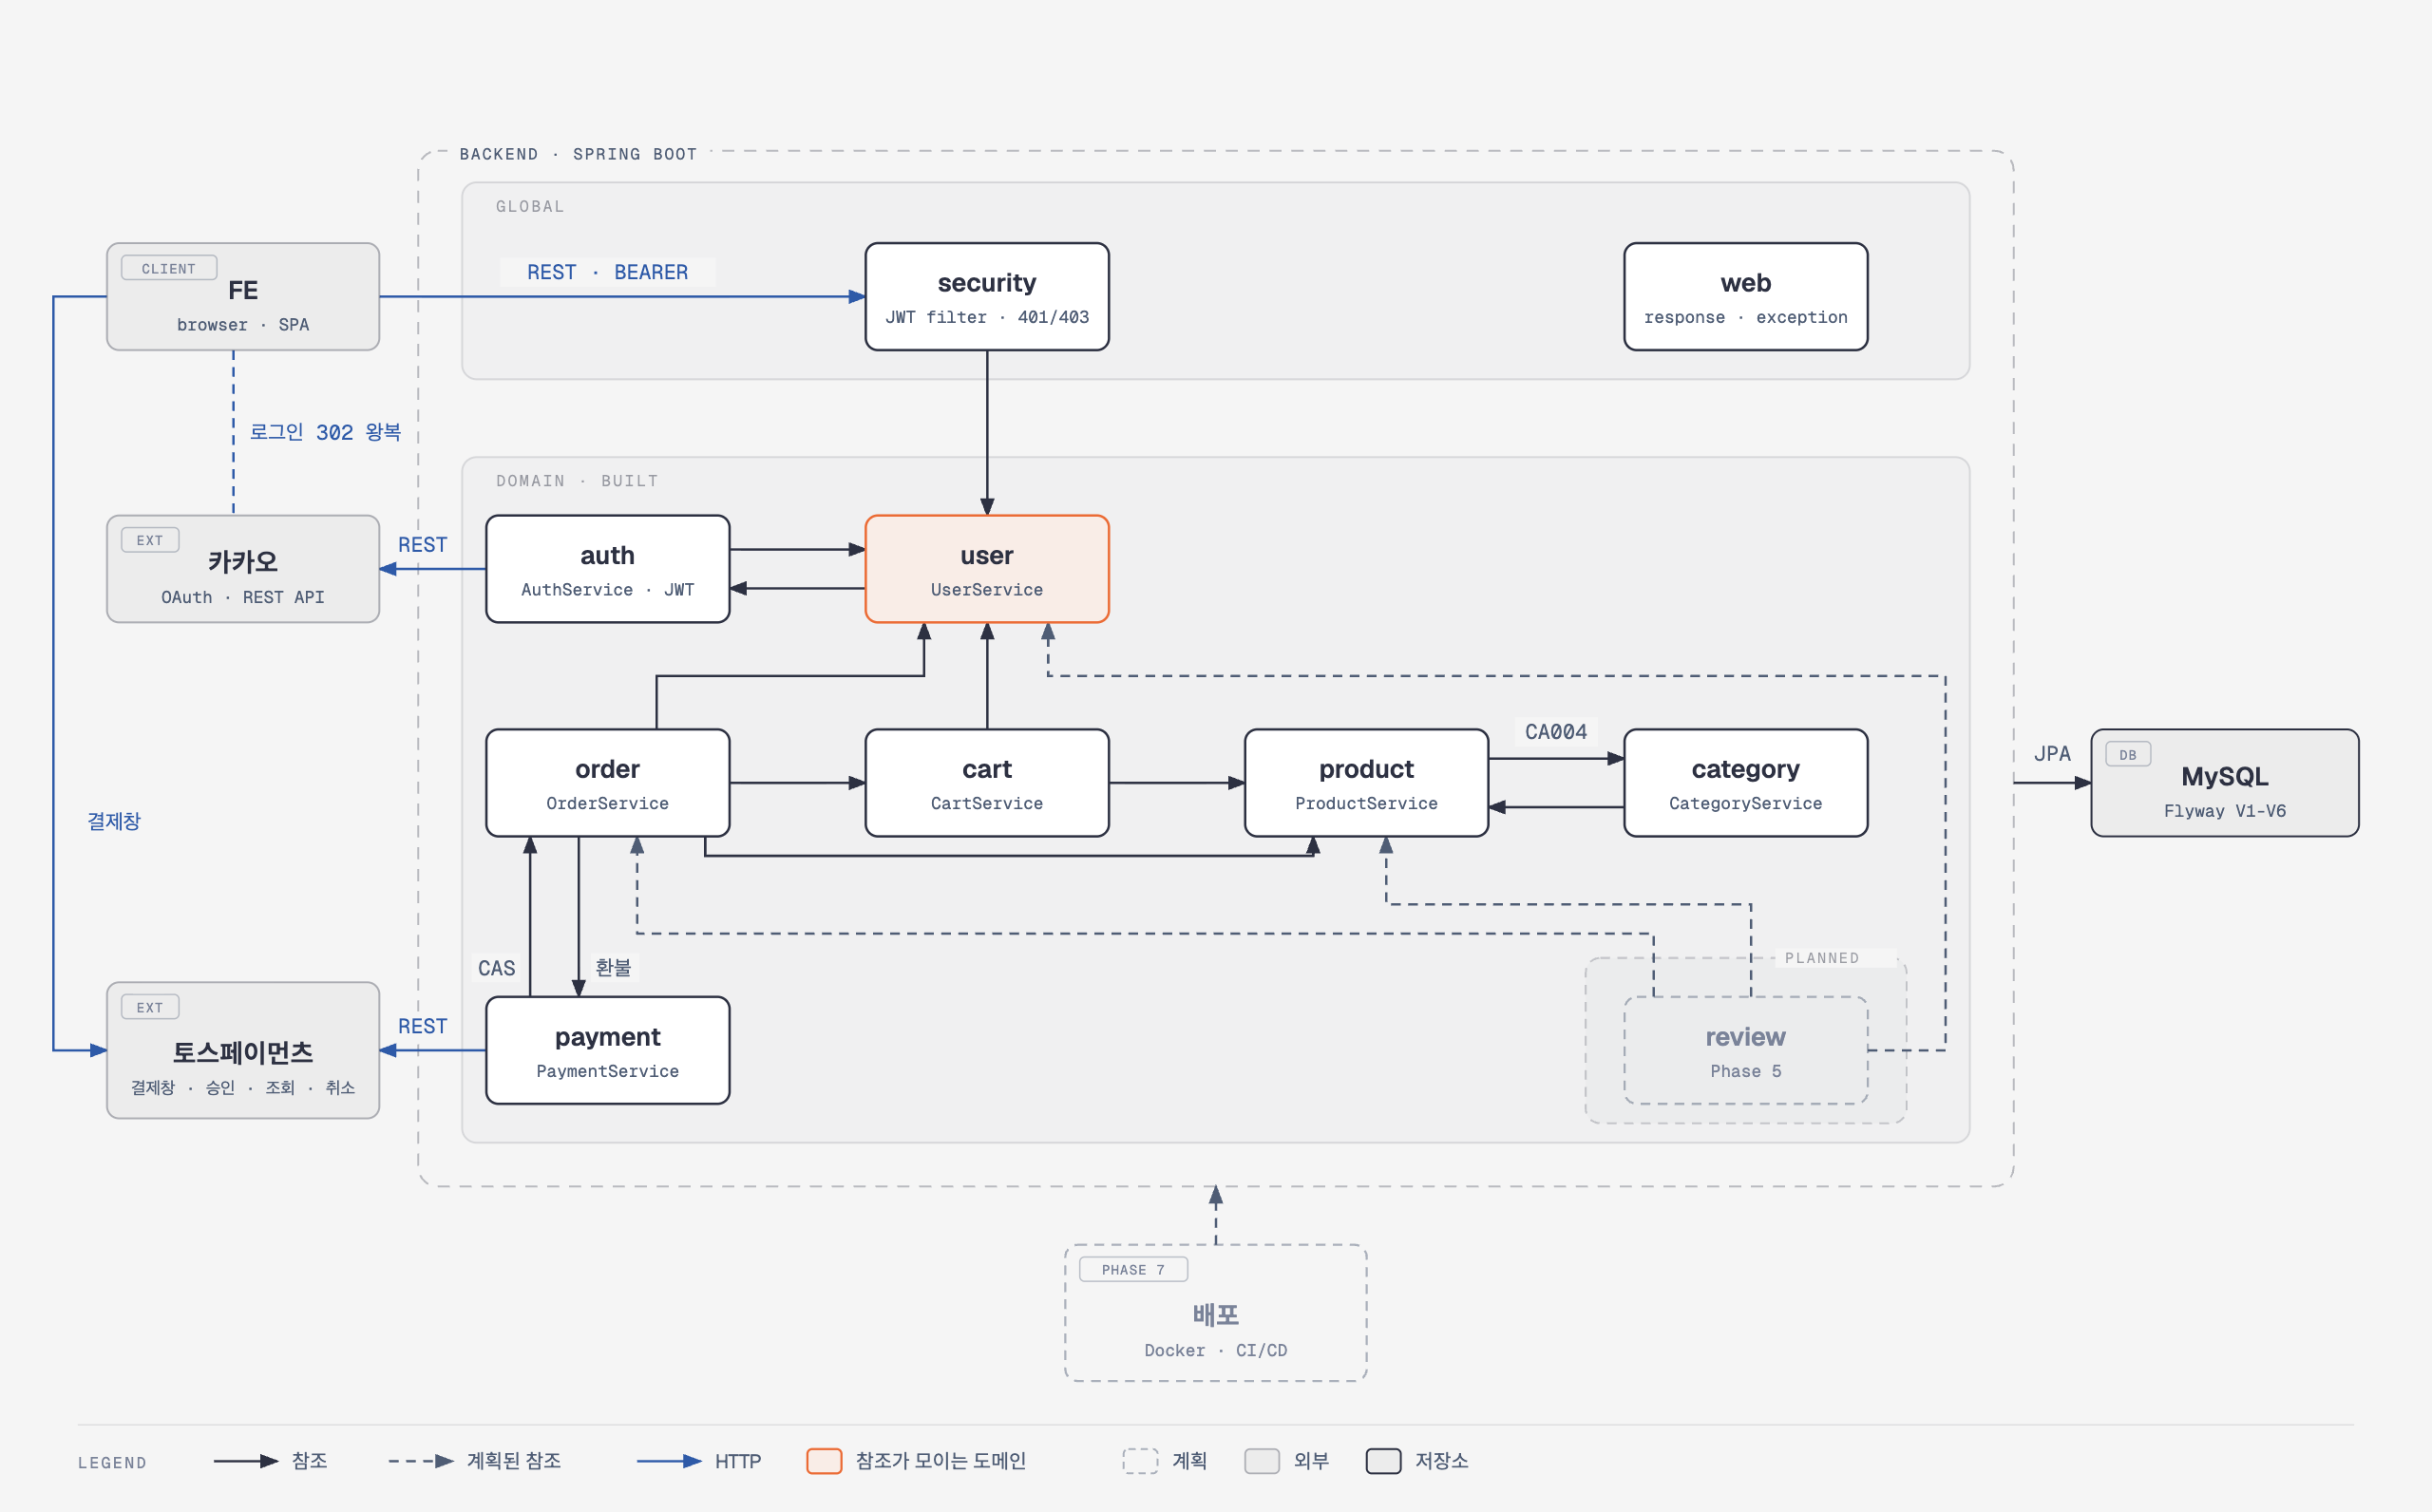 BACKEND · SPRING BOOT
GLOBAL
CLIENT
FE
browser · SPA
REST · BEARER
security
JWT filter · 401/403
web
response · exception
로그인 302 왕복
DOMAIN · BUILT
EXT
카카오
OAuth · REST API
REST
auth
AuthService · JWT
user
UserService
order
OrderService
cart
CartService
product
ProductService
CA004
category
CategoryService
JPA
DB
MySQL
Flyway V1-V6
결제창
CAS
환불
PLANNED
EXT
토스페이먼츠
결제창 · 승인 · 조회 · 취소
REST
payment
PaymentService
review
Phase 5
PHASE 7
배포
Docker · CI/CD
LEGEND
참조
계획된 참조
HTTP
참조가 모이는 도메인
계획
외부
저장소